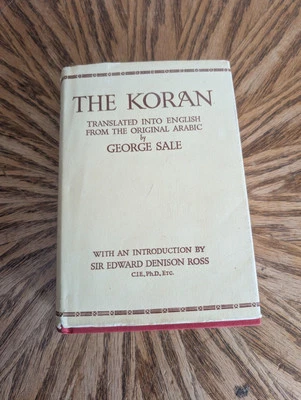 THE KORAN
TRANSLATED INTO ENGLISH
FROM THE ORIGINAL ARABIC
by
GEORGE SALE
WITH AN INTRODUCTION BY
SIR EDWARD DENISON ROSS
C.I.E., Ph.D., ETC.